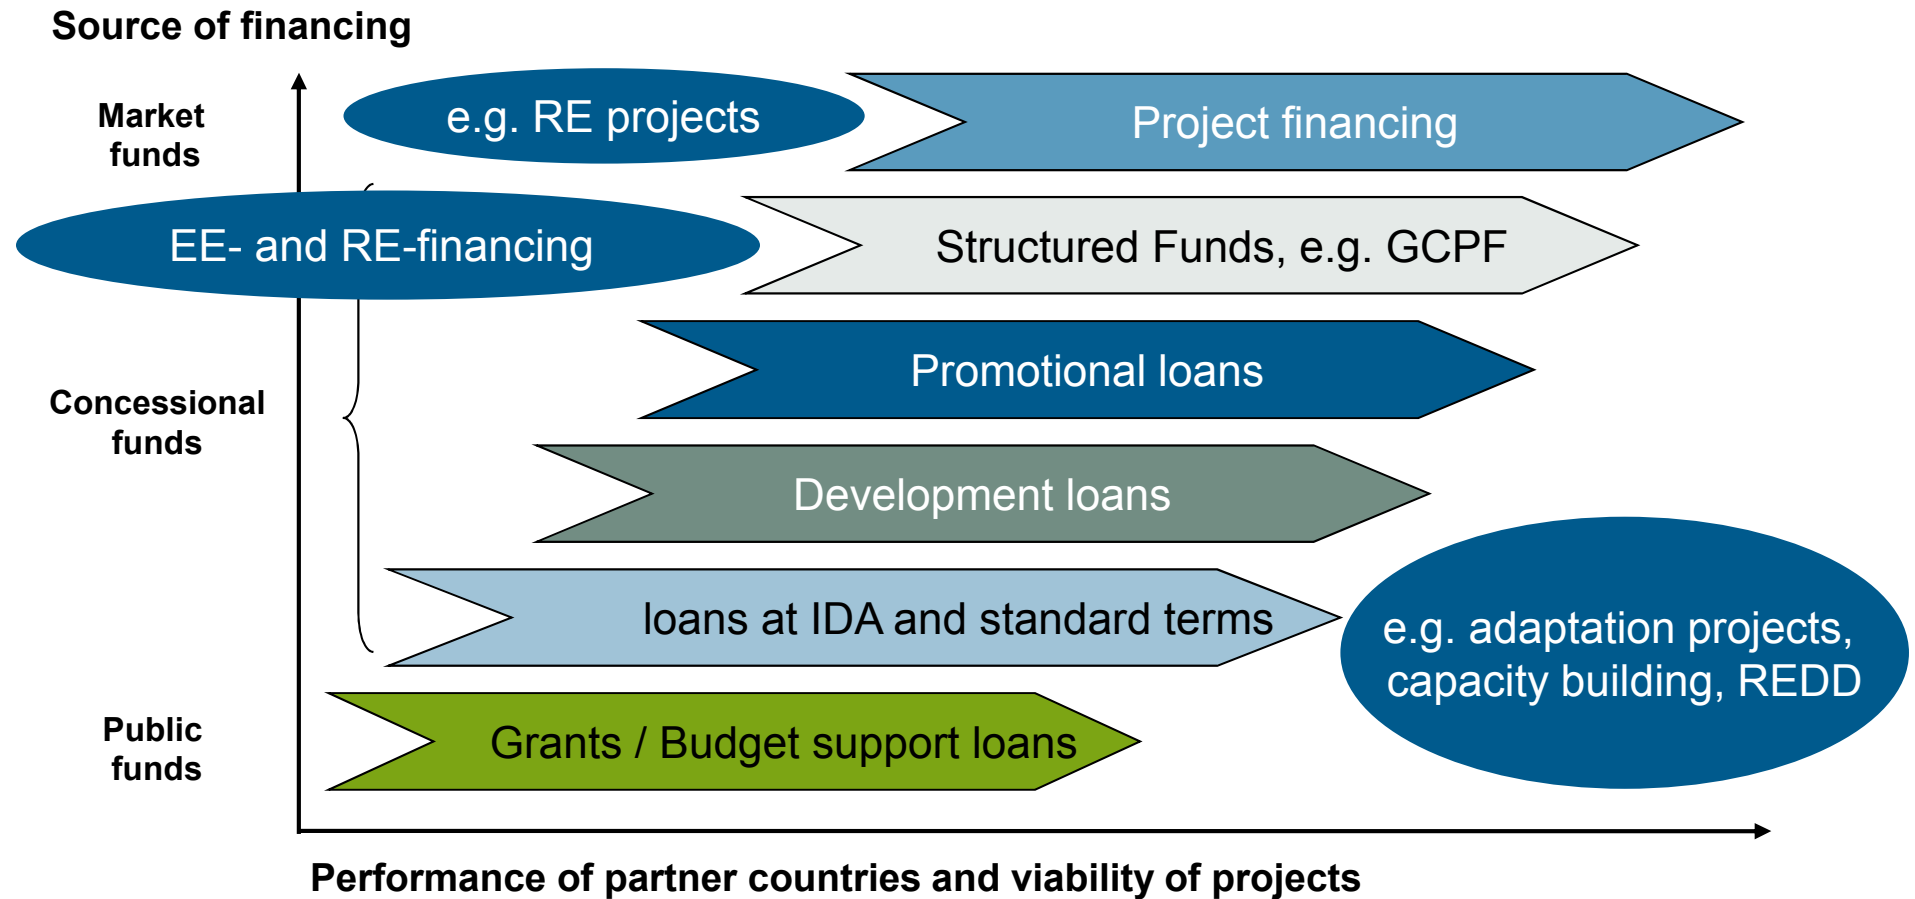 Source of financing
Market
funds
e.g. RE projects
Project financing
EE- and RE-financing
Structured Funds, e.g. GCPF
Promotional loans
Concessional
funds
Development loans
loans at IDA and standard terms
e.g. adaptation projects,
capacity building, REDD
Public
funds
Grants / Budget support loans
Performance of partner countries and viability of projects